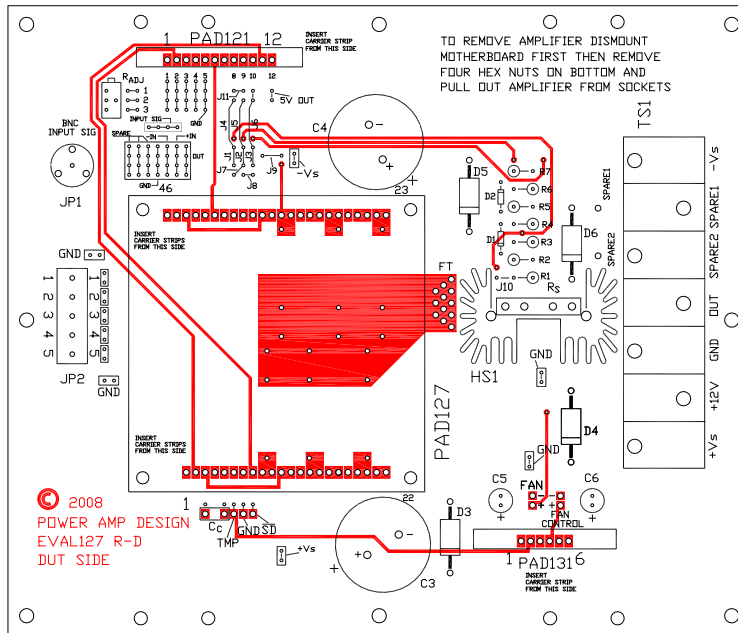 1 PAD121 12
INSERT
CARRIER STRIP
FROM THIS SIDE
TO REMOVE AMPLIFIER DISMOUNT
MOTHERBOARD FIRST THEN REMOVE
FOUR HEX NUTS ON BOTTOM AND
PULL OUT AMPLIFIER FROM SOCKETS
RADJ
1
2
3
1 2 3 4 5
8 9 10 12
J11
5V OUT
GND
INPUT SIG
BNC
INPUT SIG
SPARE -IN +IN
OUT
GND
46
JP1
J4 J5 J6
J1 J2 J3
J7
J8
J9
-Vs
C4
23
D5
R7
R6
D2
R5
R4
D1
R3
R2
R1
J10
RS
D6
SPARE1
SPARE2
TS1
-Vs
SPARE1
SPARE2
OUT
GND
+12V
+Vs
INSERT
CARRIER STRIPS
FROM THIS SIDE
GND
1
2
3
4
5
1
2
3
4
5
JP2
GND
FT
HS1
GND
PAD127
D4
GND
INSERT
CARRIER STRIPS
FROM THIS SIDE
© 2008
POWER AMP DESIGN
EVAL127 R-D
DUT SIDE
1
CC
TMP
GND
SD
+Vs
22
C3
D3
C5
FAN
C6
FAN
CONTROL
1 PAD131 6
INSERT
CARRIER STRIP
FROM THIS SIDE